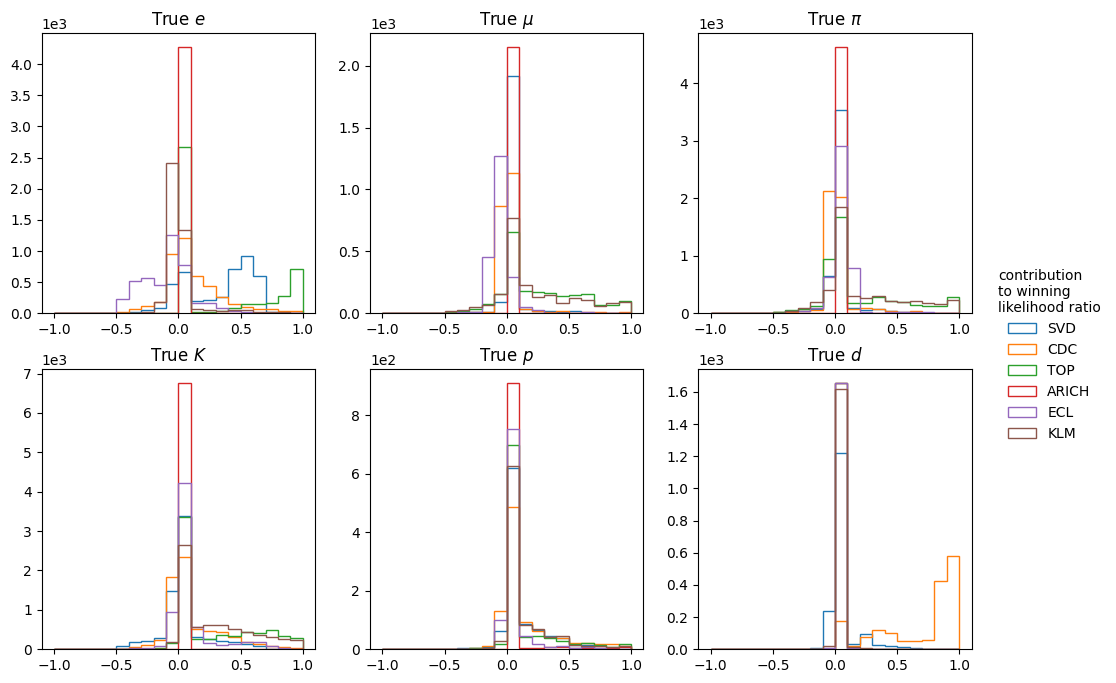 True e
True μ
True π
1e3
1e3
1e3
4.0
3.5
3.0
2.5
2.0
1.5
1.0
0.5
0.0
−1.0 −0.5 0.0 0.5 1.0
2.0
1.5
1.0
0.5
0.0
−1.0 −0.5 0.0 0.5 1.0
4
3
2
1
0
−1.0 −0.5 0.0 0.5 1.0
True K
True p
True d
1e3
1e2
1e3
7
6
5
4
3
2
1
0
−1.0 −0.5 0.0 0.5 1.0
8
6
4
2
0
−1.0 −0.5 0.0 0.5 1.0
1.6
1.4
1.2
1.0
0.8
0.6
0.4
0.2
0.0
−1.0 −0.5 0.0 0.5 1.0
contribution
to winning
likelihood ratio
SVD
CDC
TOP
ARICH
ECL
KLM